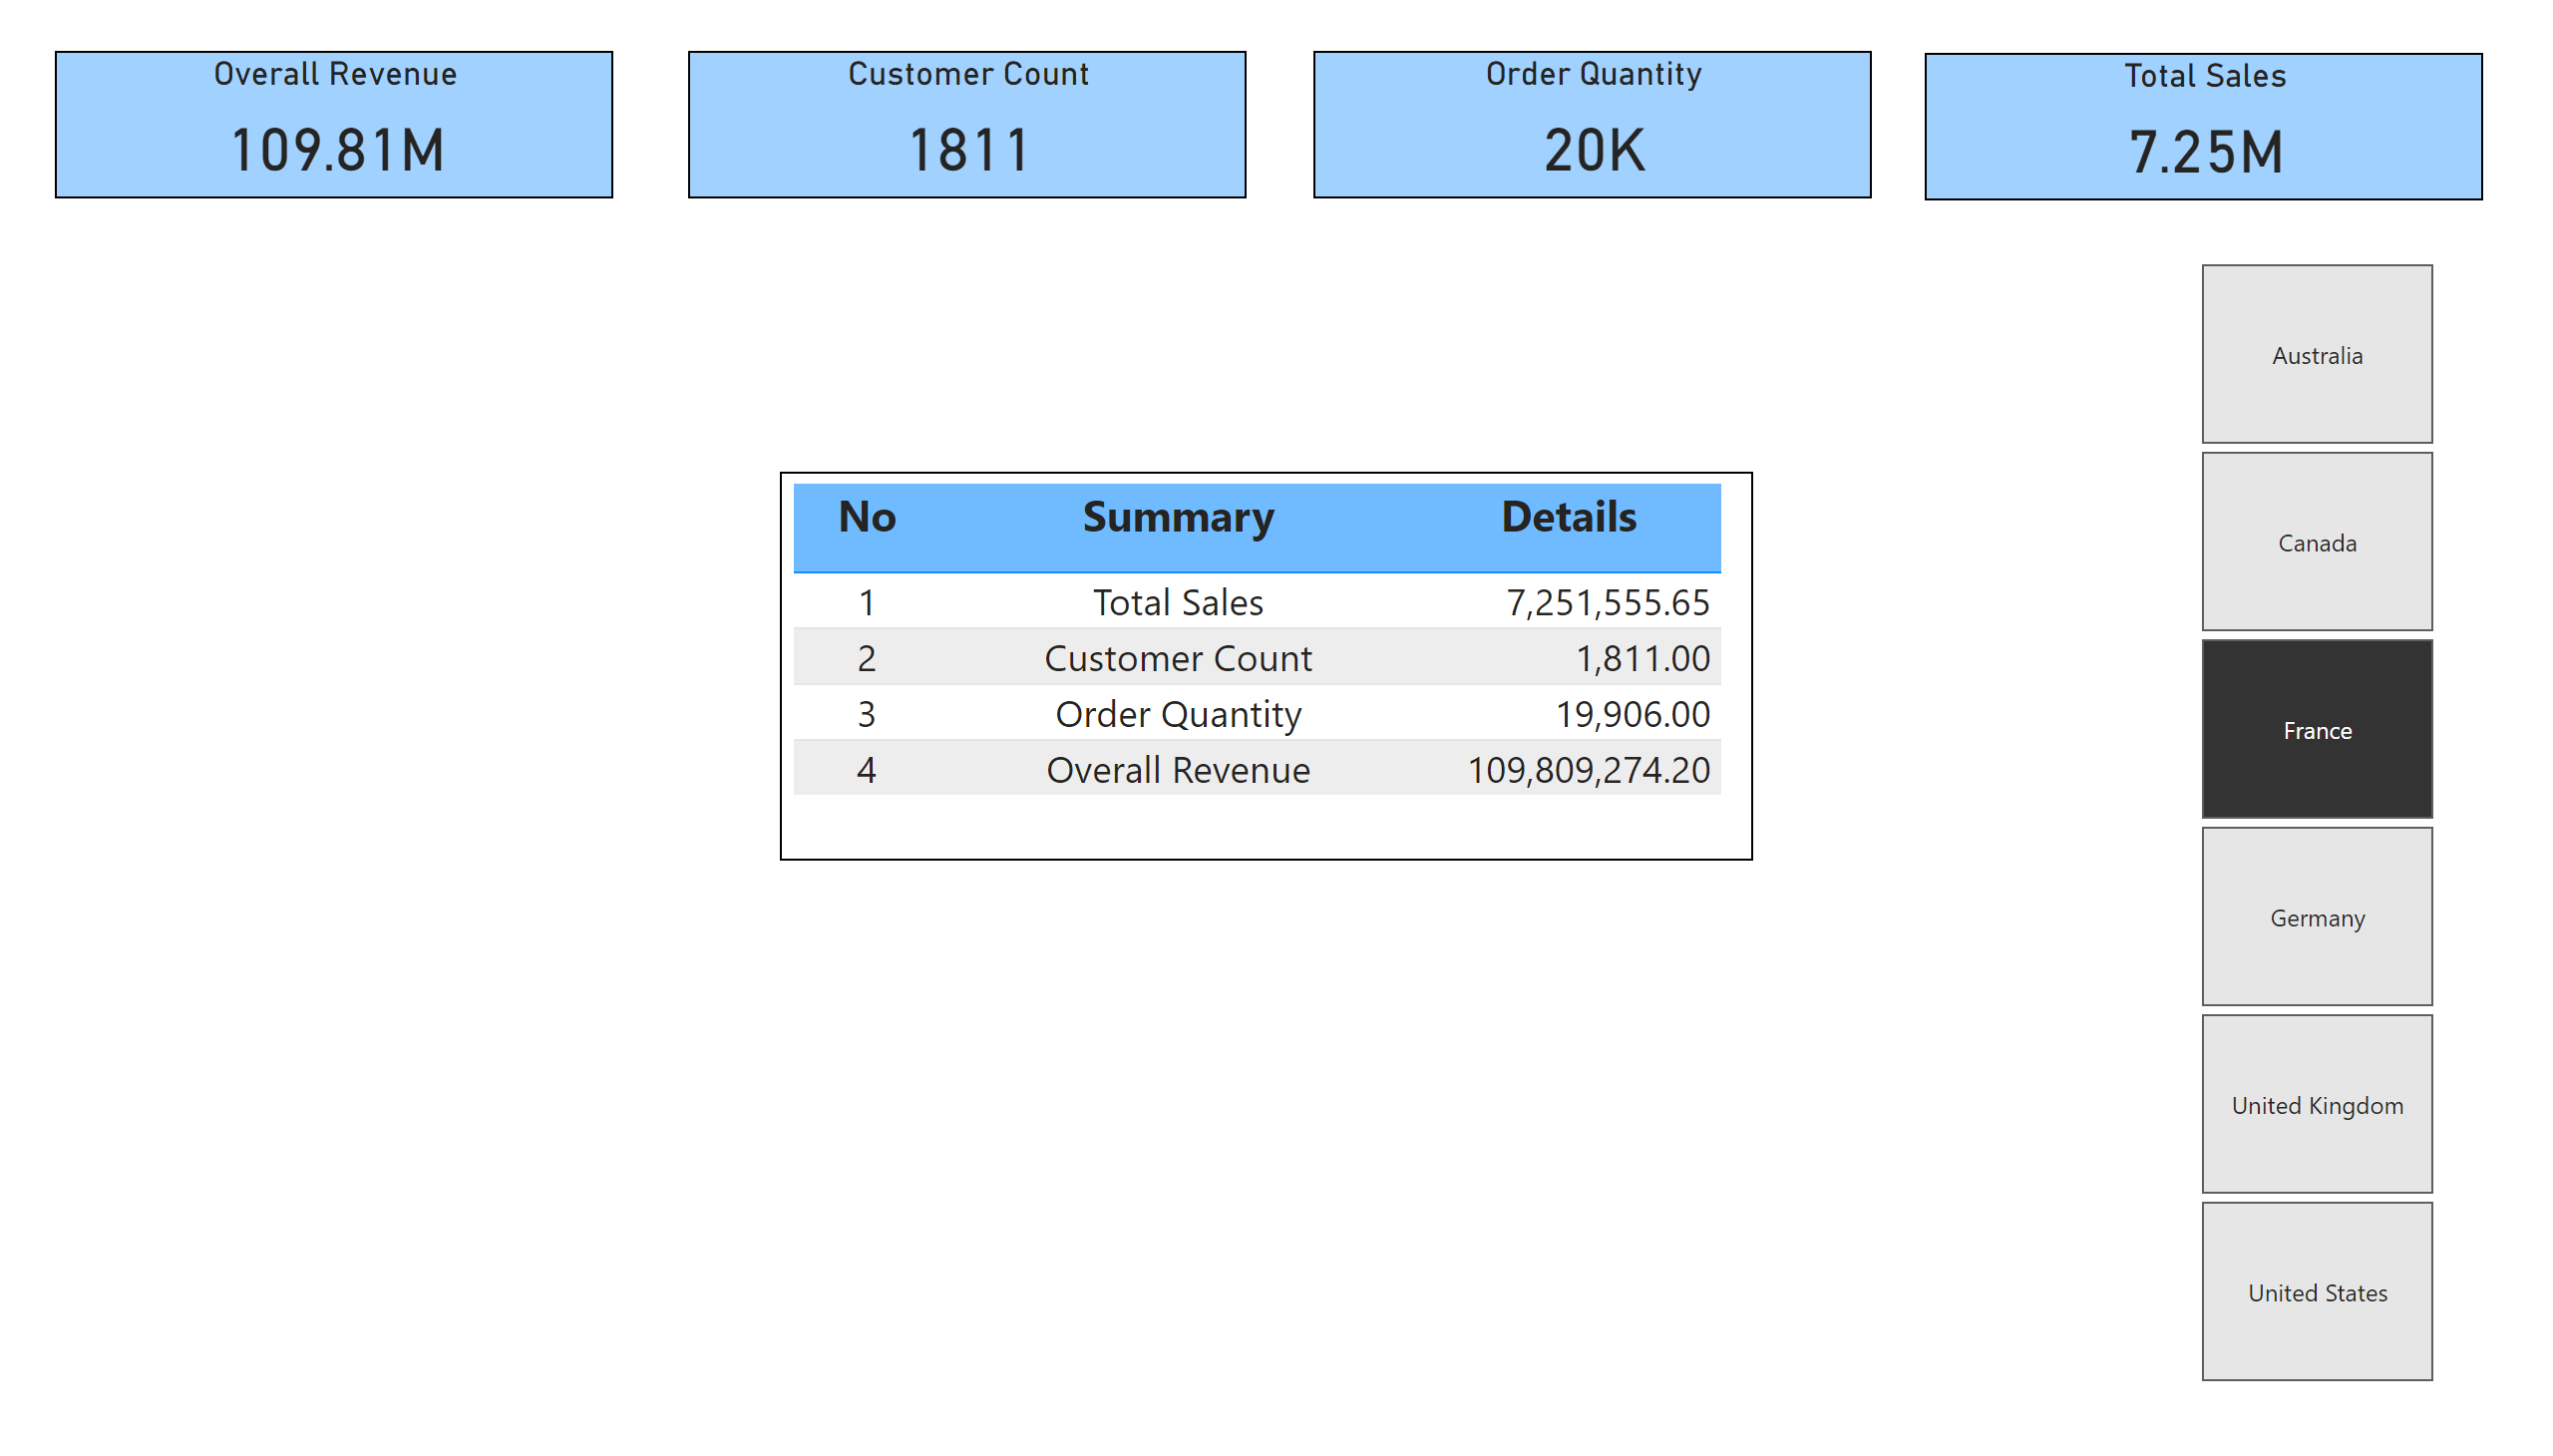 Overall Revenue
109.81M
Customer Count
1811
Order Quantity
20K
Total Sales
7.25M
No Summary Details
1 Total Sales 7,251,555.65
2 Customer Count 1,811.00
3 Order Quantity 19,906.00
4 Overall Revenue 109,809,274.20
Australia
Canada
France
Germany
United Kingdom
United States